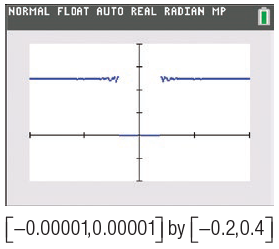 NORMAL FLOAT AUTO REAL RADIAN MP
[−0.00001,0.00001] by [−0.2,0.4]